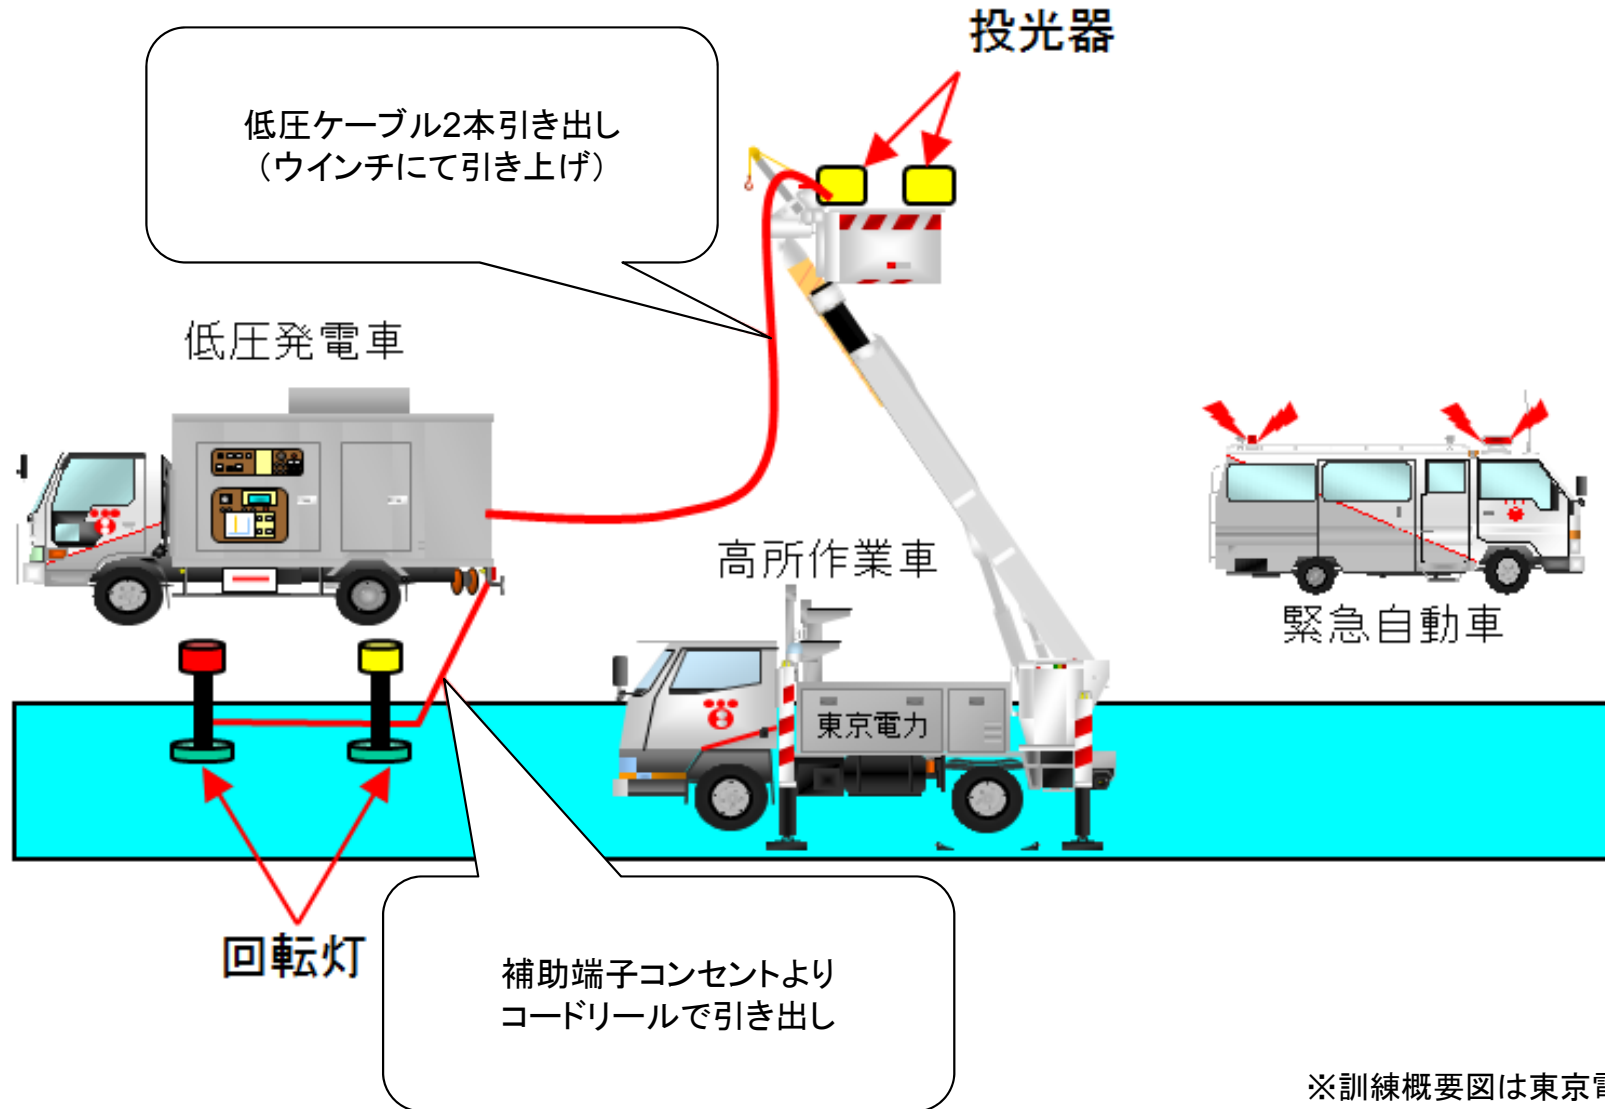 投光器
低圧ケーブル2本引き出し
（ウインチにて引き上げ）
低圧発電車
高所作業車
緊急自動車
東京電力
回転灯
補助端子コンセントより
コードリールで引き出し
※訓練概要図は東京電